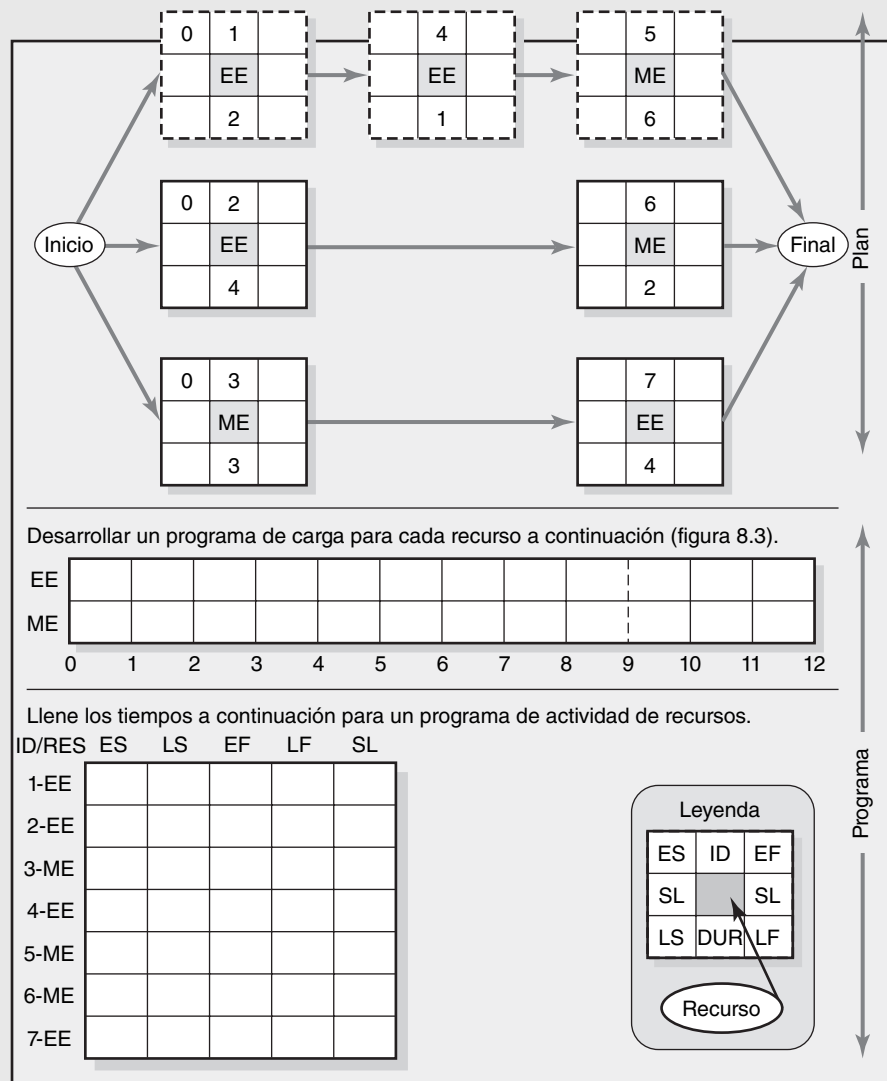 0 1
4
5
EE
EE
ME
2
1
6
0 2
6
Inicio
EE
ME
Final
4
2
Plan
0 3
7
ME
EE
3
4
Desarrollar un programa de carga para cada recurso a continuación (figura 8.3).
EE
ME
0 1 2 3 4 5 6 7 8 9 10 11 12
Llene los tiempos a continuación para un programa de actividad de recursos.
ID/RES ES LS EF LF SL
1-EE
2-EE
3-ME
4-EE
5-ME
6-ME
7-EE
Programa
Leyenda
ES ID EF
SL SL
LS DUR LF
Recurso